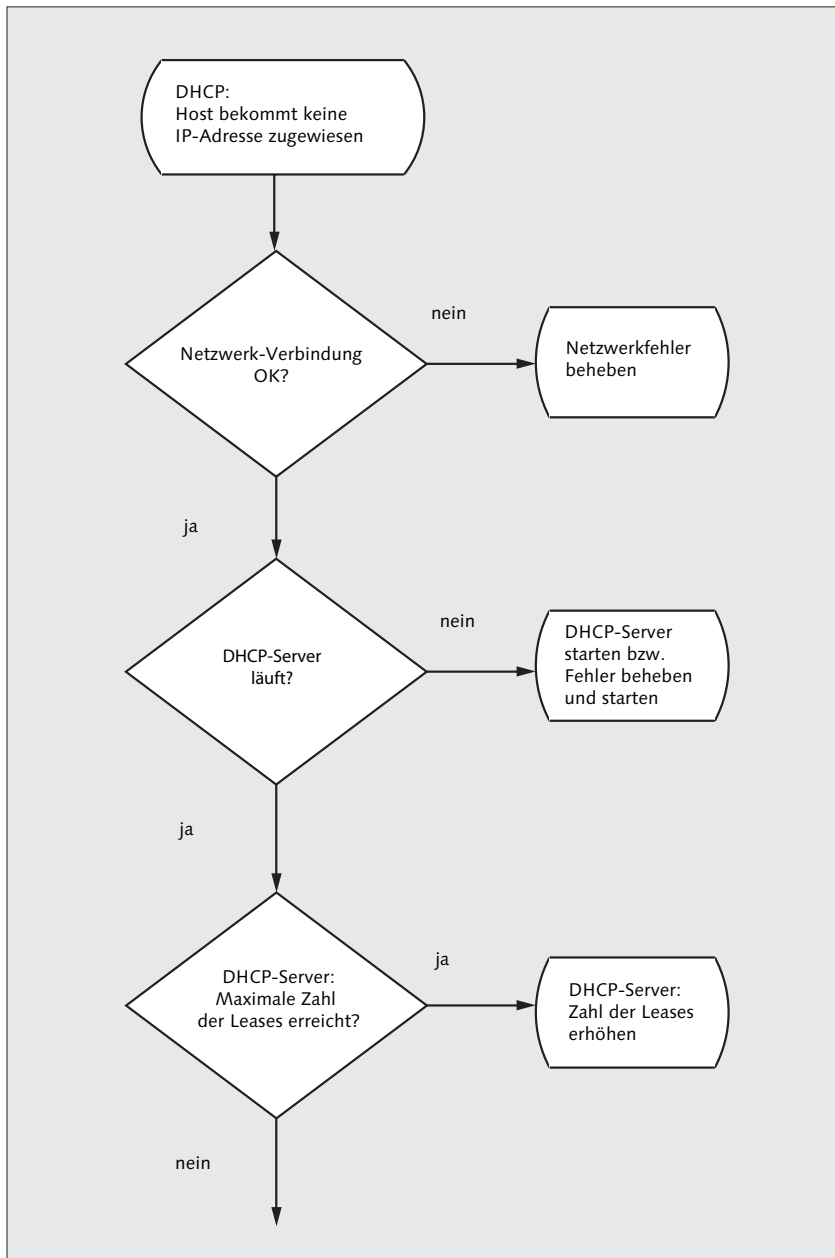 DHCP:
Host bekommt keine
IP-Adresse zugewiesen
nein
Netzwerk-Verbindung
OK?
Netzwerkfehler
beheben
ja
nein
DHCP-Server
läuft?
DHCP-Server
starten bzw.
Fehler beheben
und starten
ja
DHCP-Server:
Maximale Zahl
der Leases erreicht?
ja
DHCP-Server:
Zahl der Leases
erhöhen
nein